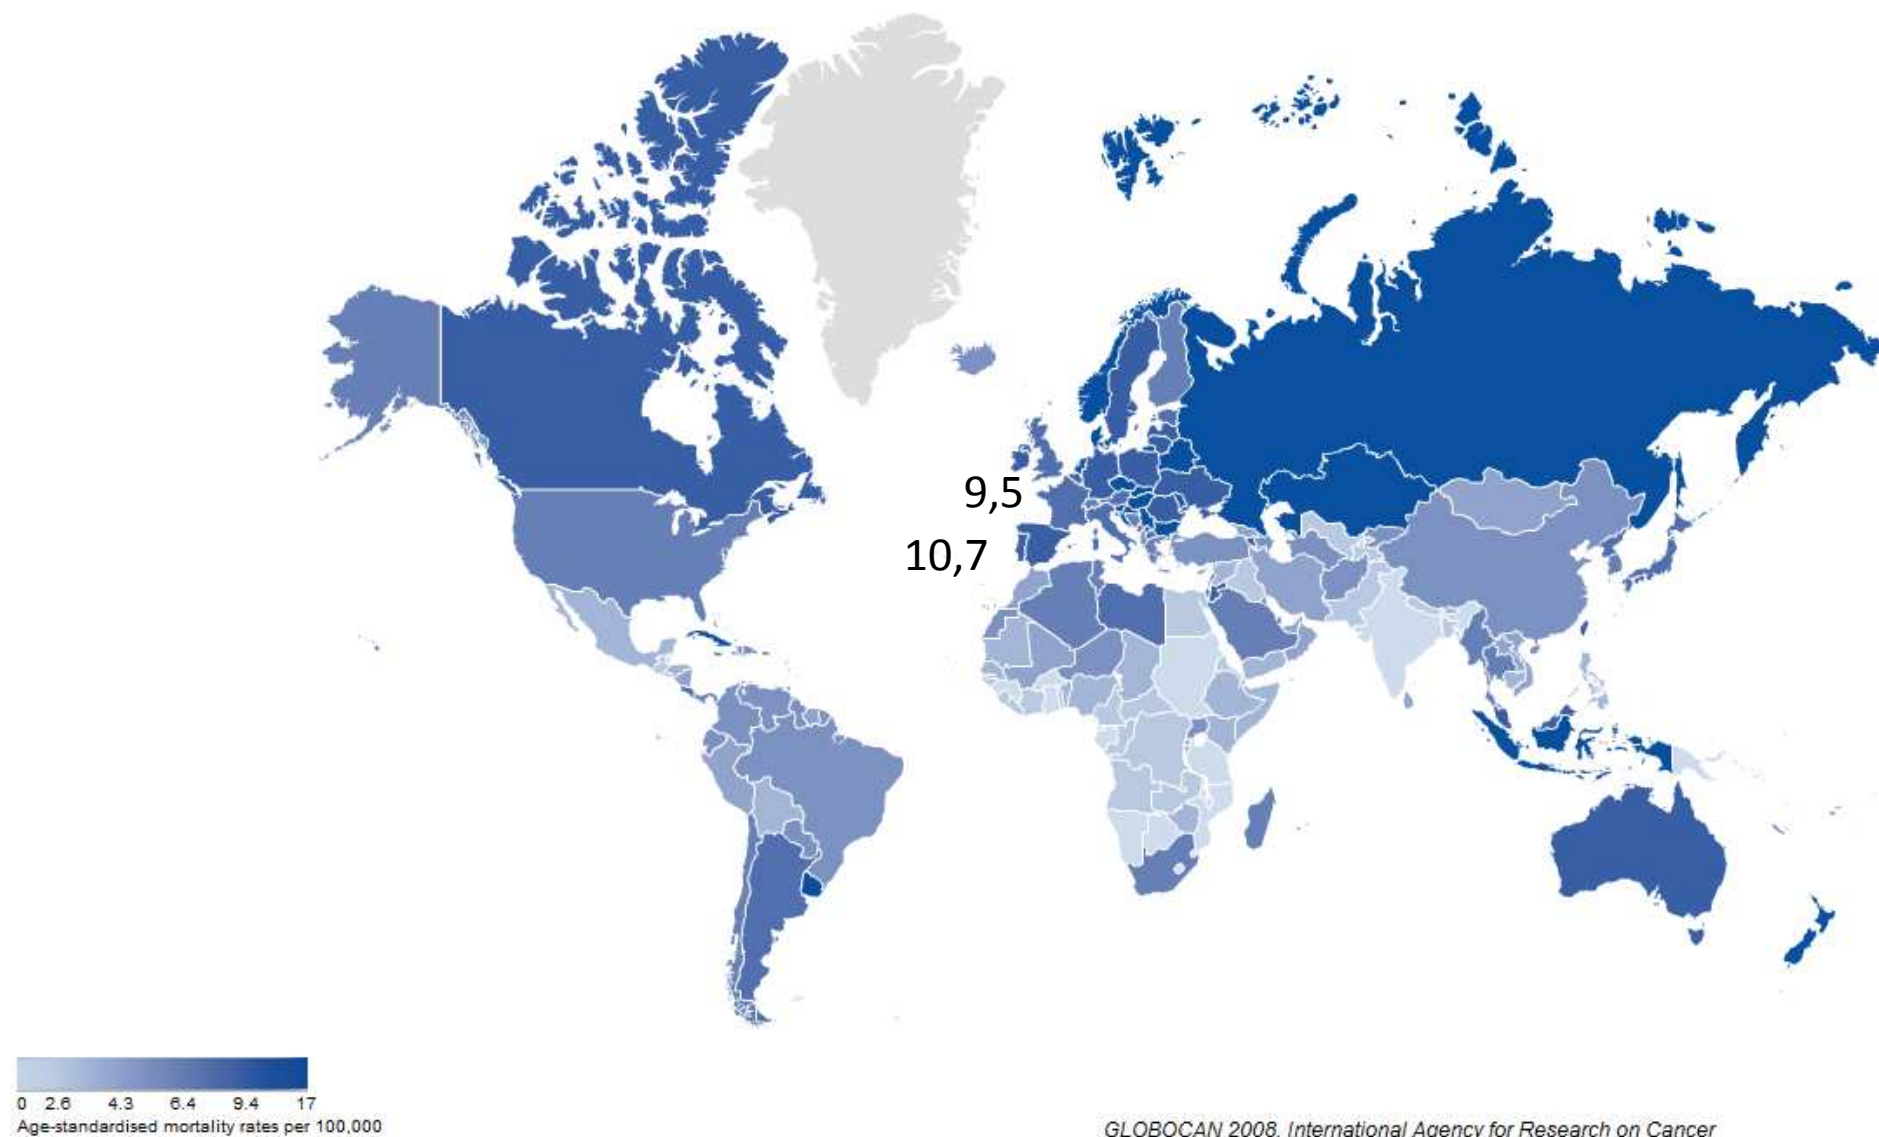 9,5
10,7
0 2.6 4.3 6.4 9.4 17
Age-standardised mortality rates per 100,000
GLOBOCAN 2008, International Agency for Research on Cancer